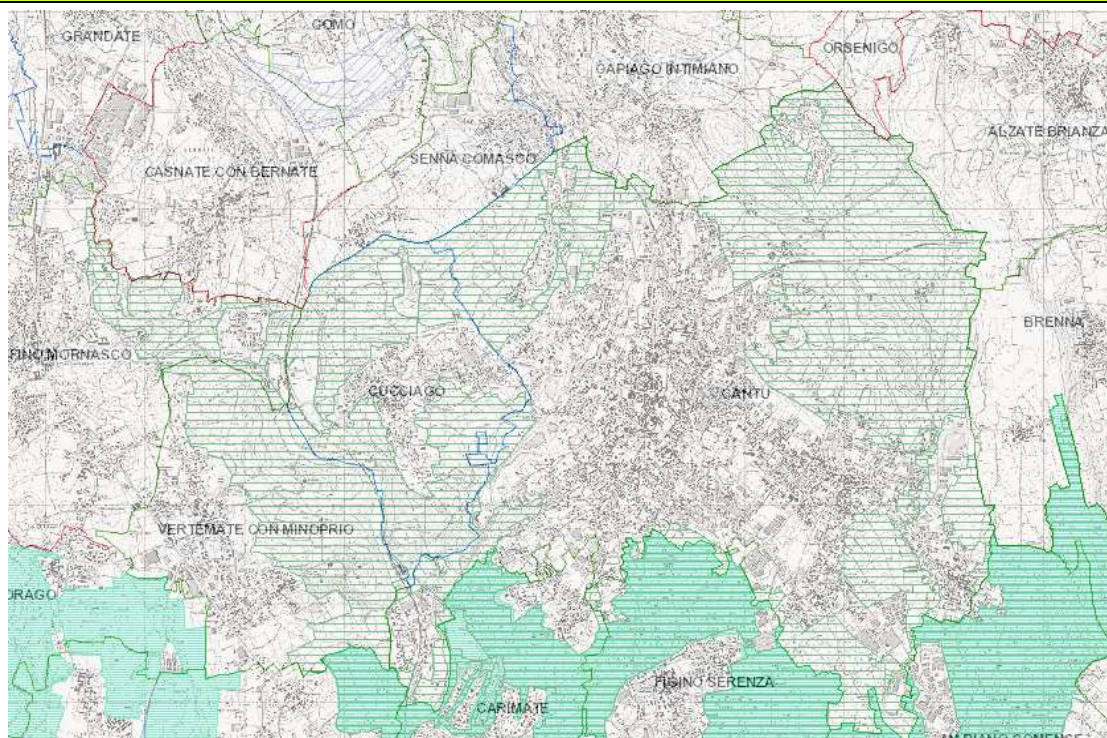 COMO
GRANDATE
ORSENIGO
CAPIAGO INTIMIANO
ALZATE BRIANZA
SENNA COMASCO
CASNATE CON BERNATE
BRENNA
FINO MORNASCO
CUCCIAGO
CANTU
VERTEMATE CON MINOPRIO
FIGINO SERENZA
CARIMATE